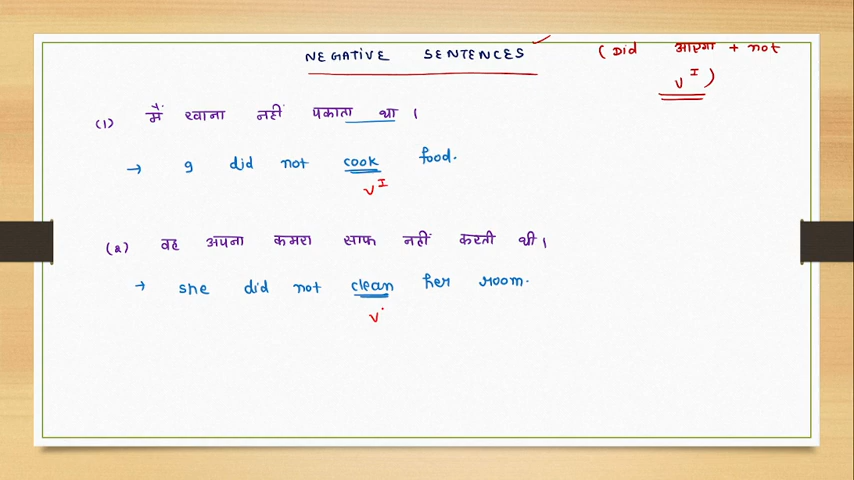 NEGATIVE SENTENCES
(Did आएगा + not
V I)
(1) मैं खाना नहीं पकाता था ।
→ I did not cook food.
V I
(2) वह अपना कमरा साफ नहीं करती थी ।
→ she did not clean her room.
V